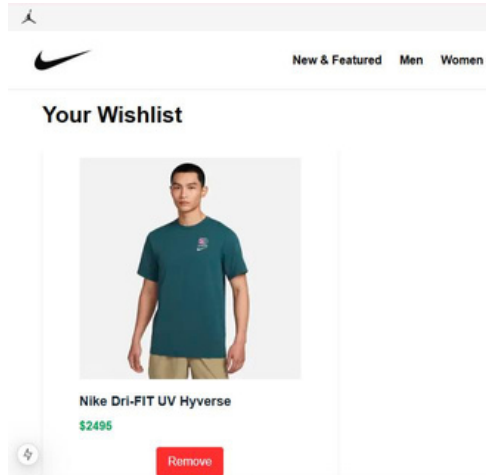 New & Featured Men Women
Your Wishlist
Nike Dri-FIT UV Hyverse
$2495
Remove